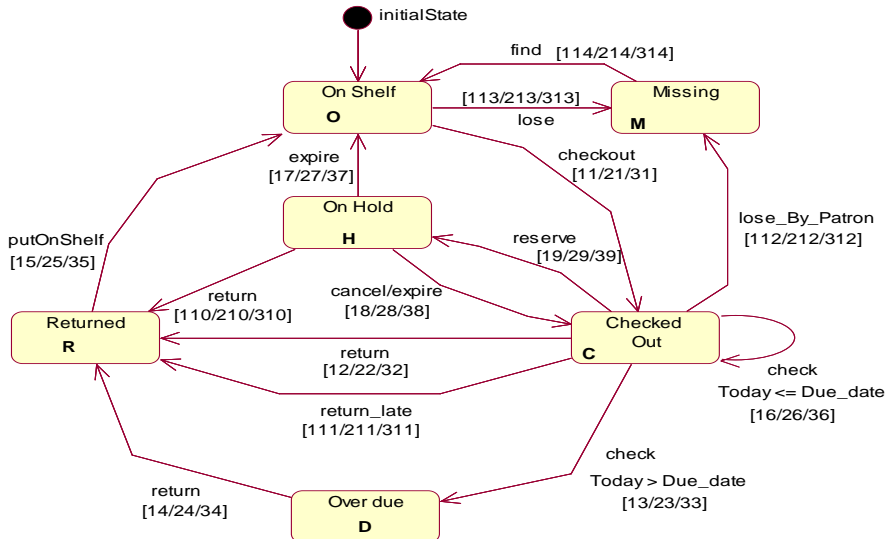 initialState
find [114/214/314]
On Shelf
O
[113/213/313]
lose
Missing
M
expire
[17/27/37]
checkout
[11/21/31]
On Hold
H
lose_By_Patron
[112/212/312]
putOnShelf
[15/25/35]
reserve
[19/29/39]
return
[110/210/310]
cancel/expire
[18/28/38]
Returned
R
Checked
Out
C
return
[12/22/32]
check
Today <= Due_date
[16/26/36]
return_late
[111/211/311]
check
Today > Due_date
[13/23/33]
return
[14/24/34]
Over due
D